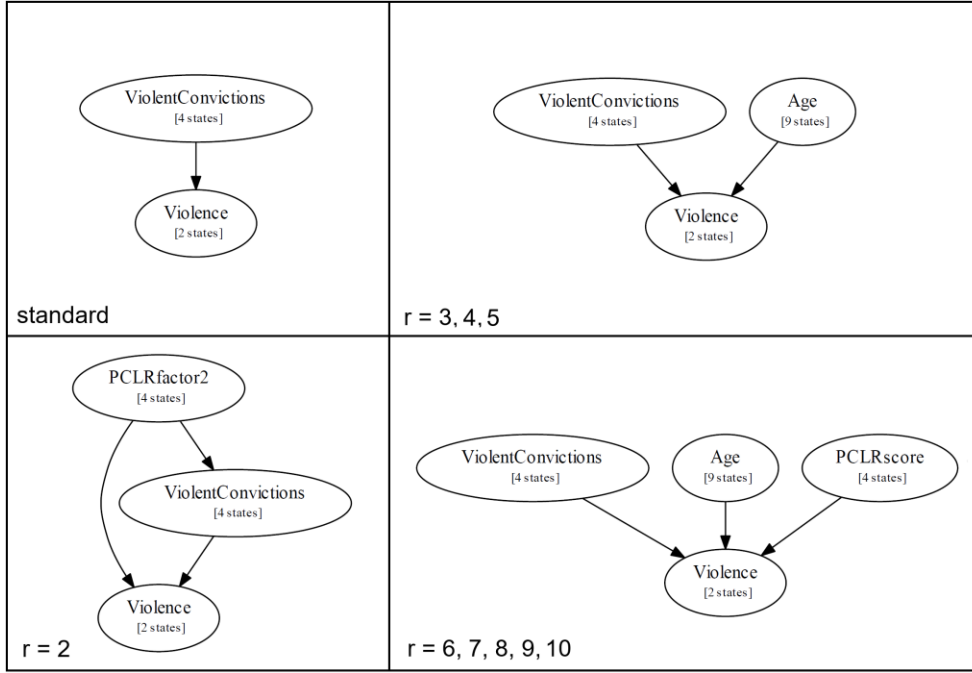 ViolentConvictions
[4 states]
Violence
[2 states]
standard
ViolentConvictions
[4 states]
Age
[9 states]
Violence
[2 states]
r = 3, 4, 5
PCLRfactor2
[4 states]
ViolentConvictions
[4 states]
Violence
[2 states]
r = 2
ViolentConvictions
[4 states]
Age
[9 states]
PCLRscore
[4 states]
Violence
[2 states]
r = 6, 7, 8, 9, 10